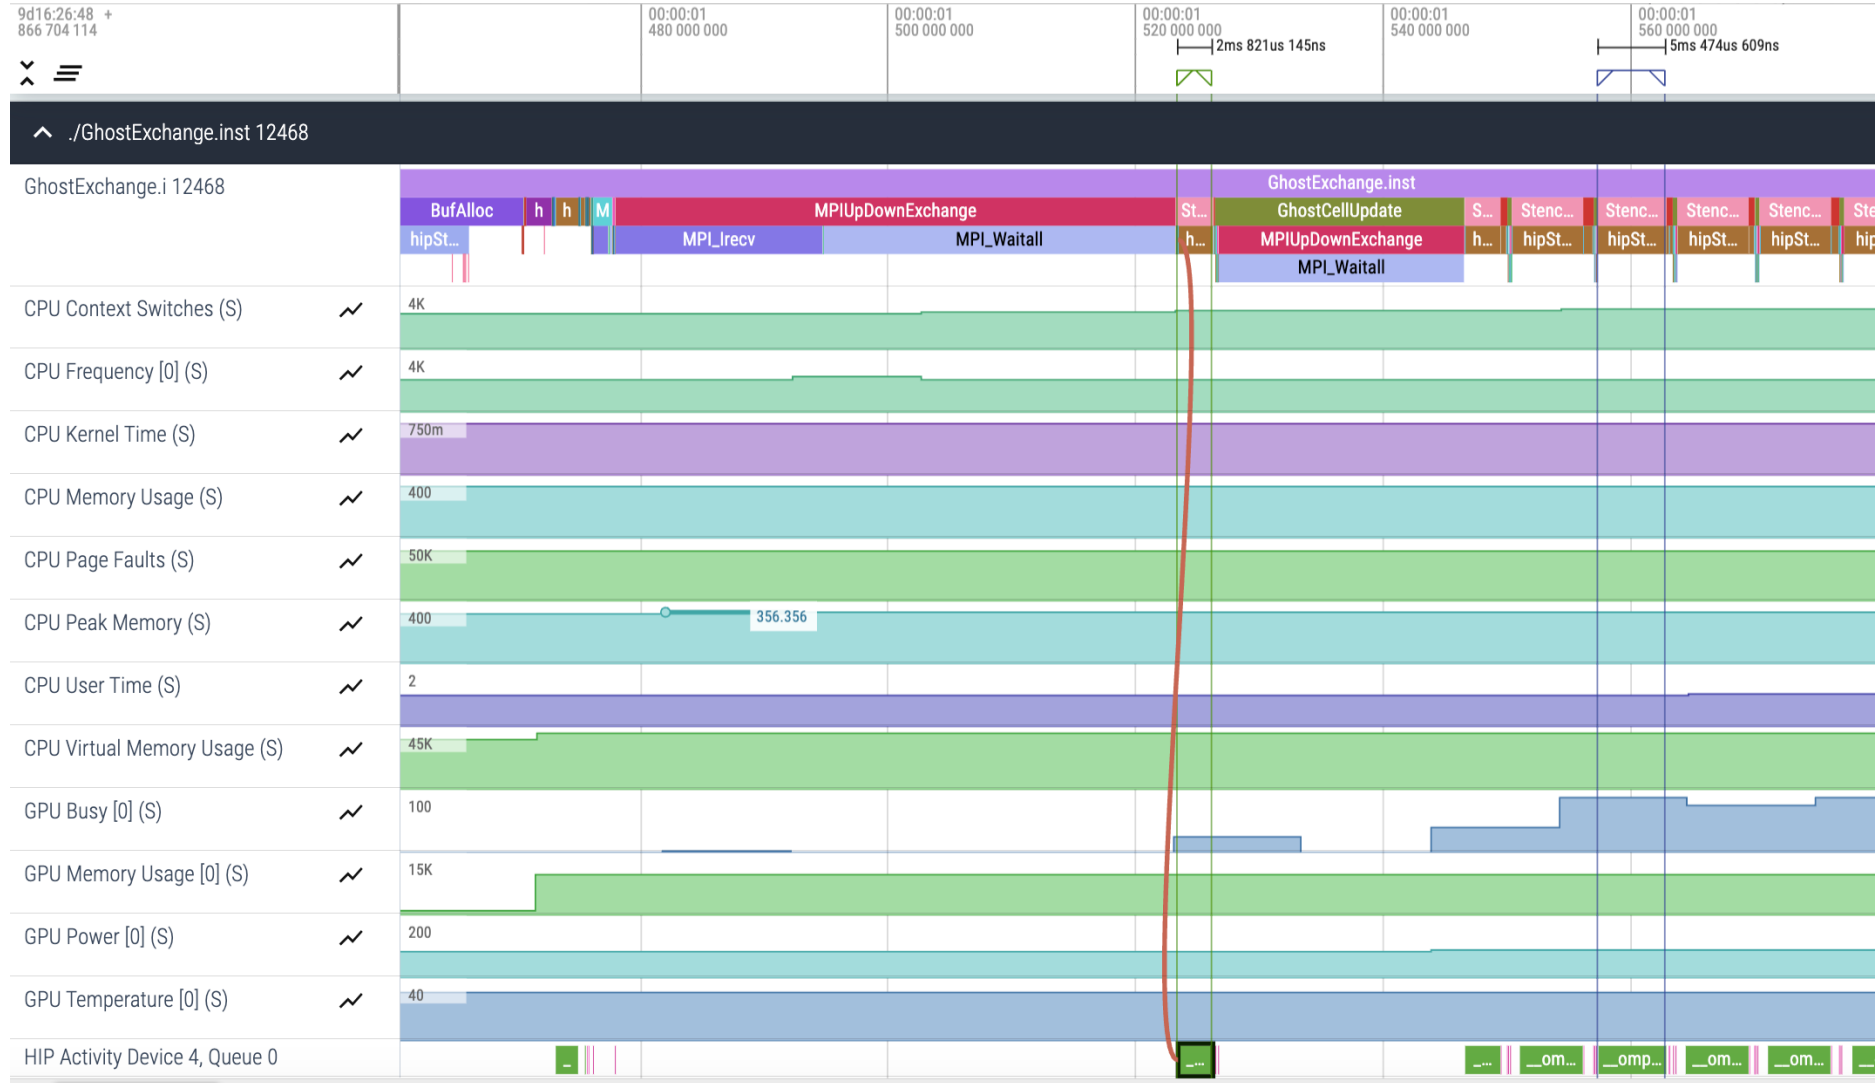 9d16:26:48 +
866 704 114
00:00:01
480 000 000
00:00:01
500 000 000
00:00:01
520 000 000
00:00:01
540 000 000
00:00:01
560 000 000
2ms 821us 145ns
5ms 474us 609ns
./GhostExchange.inst 12468
GhostExchange.i 12468
GhostExchange.inst
BufAlloc h h M MPIUpDownExchange St... GhostCellUpdate S... Stenc... Stenc... Stenc... Stenc... Ste
hipSt... MPI_Irecv MPI_Waitall h... MPIUpDownExchange h... hipSt... hipSt... hipSt... hipSt... hip
MPI_Waitall
CPU Context Switches (S) 4K
CPU Frequency [0] (S) 4K
CPU Kernel Time (S) 750m
CPU Memory Usage (S) 400
CPU Page Faults (S) 50K
CPU Peak Memory (S) 400 356.356
CPU User Time (S) 2
CPU Virtual Memory Usage (S) 45K
GPU Busy [0] (S) 100
GPU Memory Usage [0] (S) 15K
GPU Power [0] (S) 200
GPU Temperature [0] (S) 40
HIP Activity Device 4, Queue 0 _ _... _... __om... __omp... __om... __om...